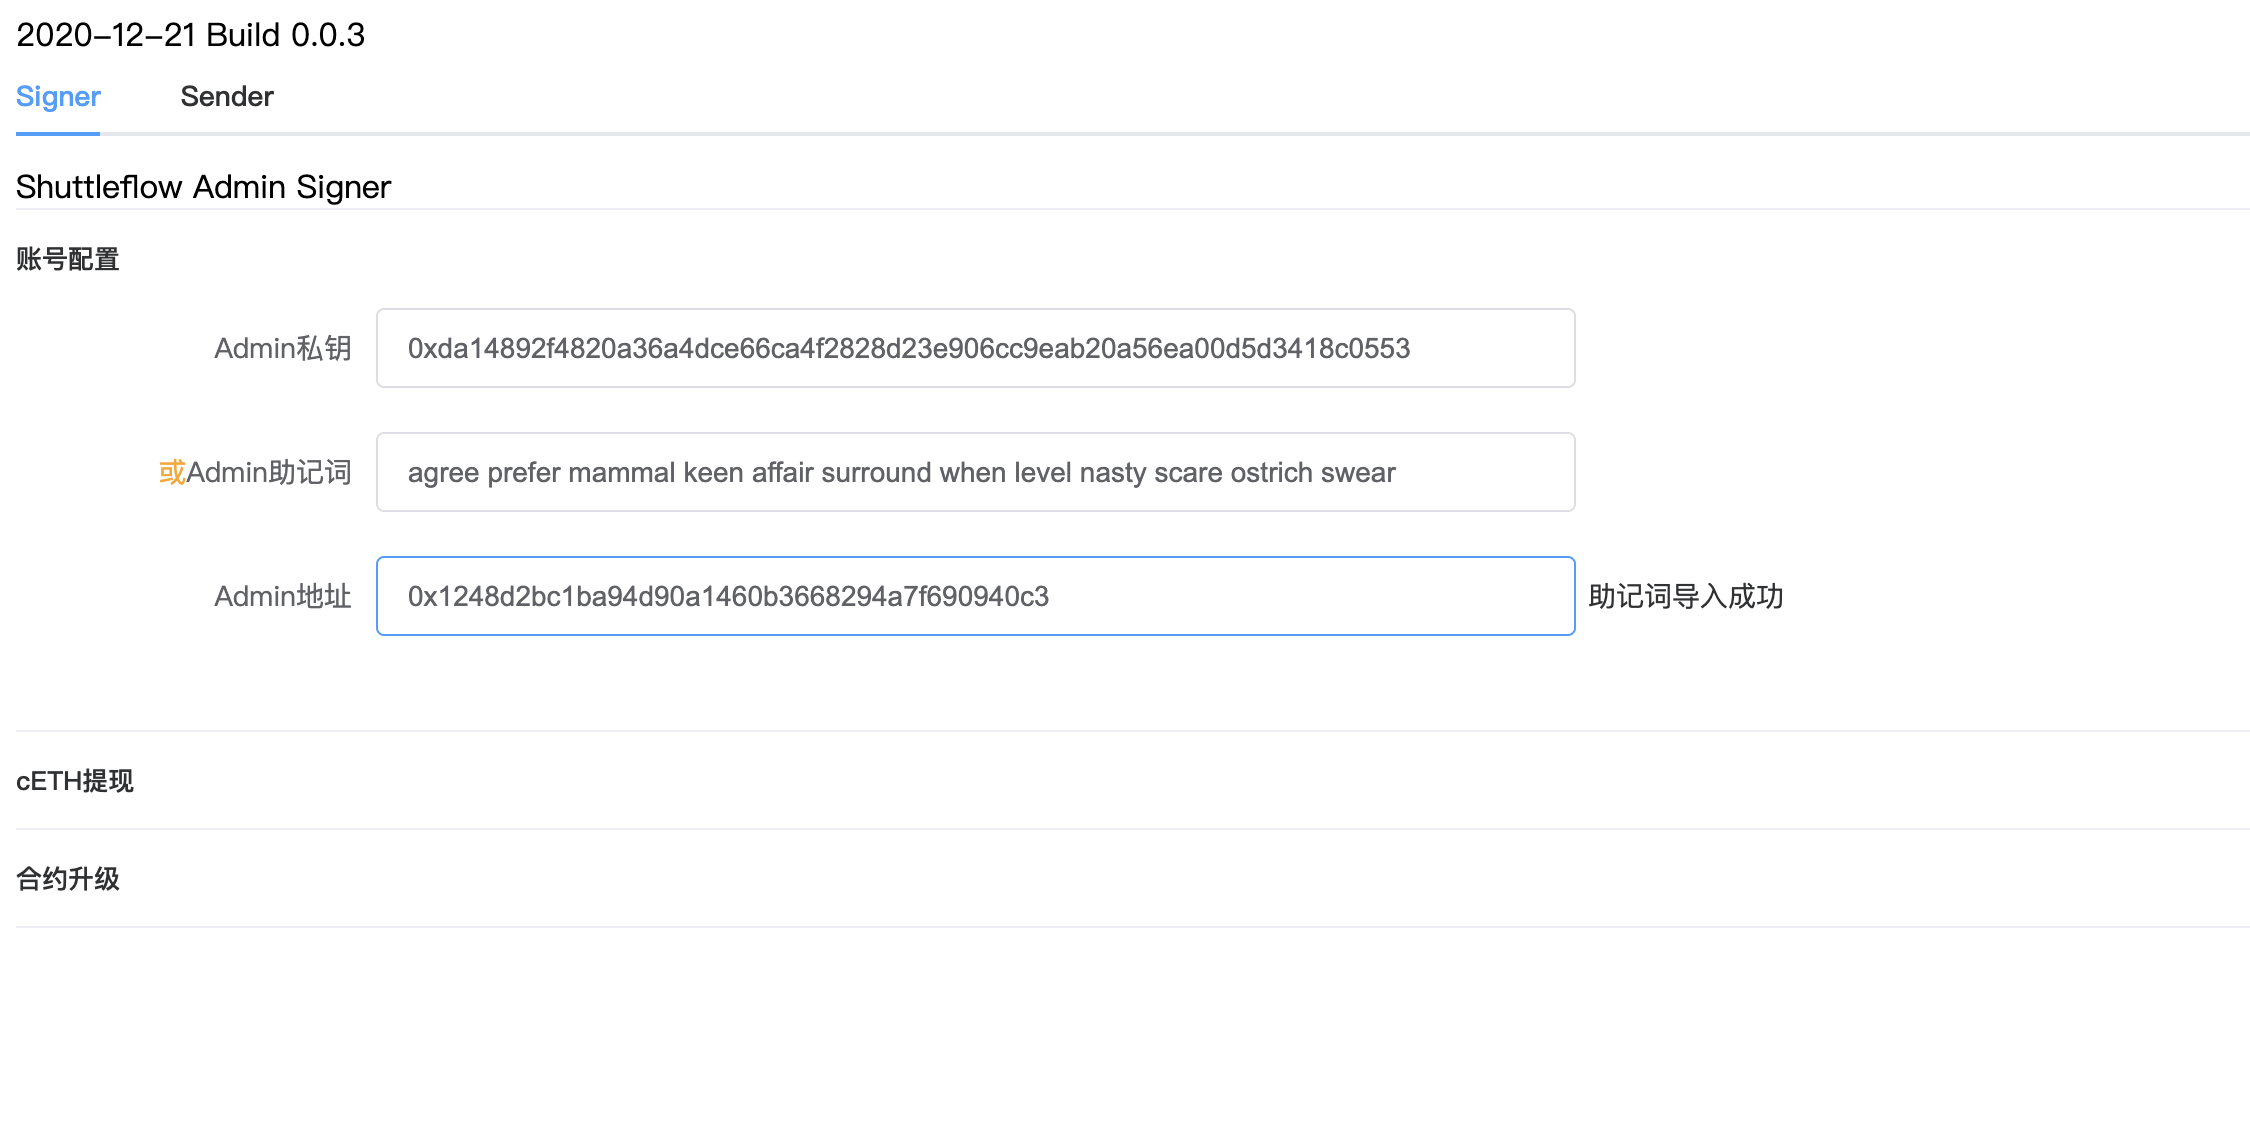 2020-12-21 Build 0.0.3
Signer Sender
Shuttleflow Admin Signer
账号配置
Admin私钥 0xda14892f4820a36a4dce66ca4f2828d23e906cc9eab20a56ea00d5d3418c0553
或Admin助记词 agree prefer mammal keen affair surround when level nasty scare ostrich swear
Admin地址 0x1248d2bc1ba94d90a1460b3668294a7f690940c3 助记词导入成功
cETH提现
合约升级